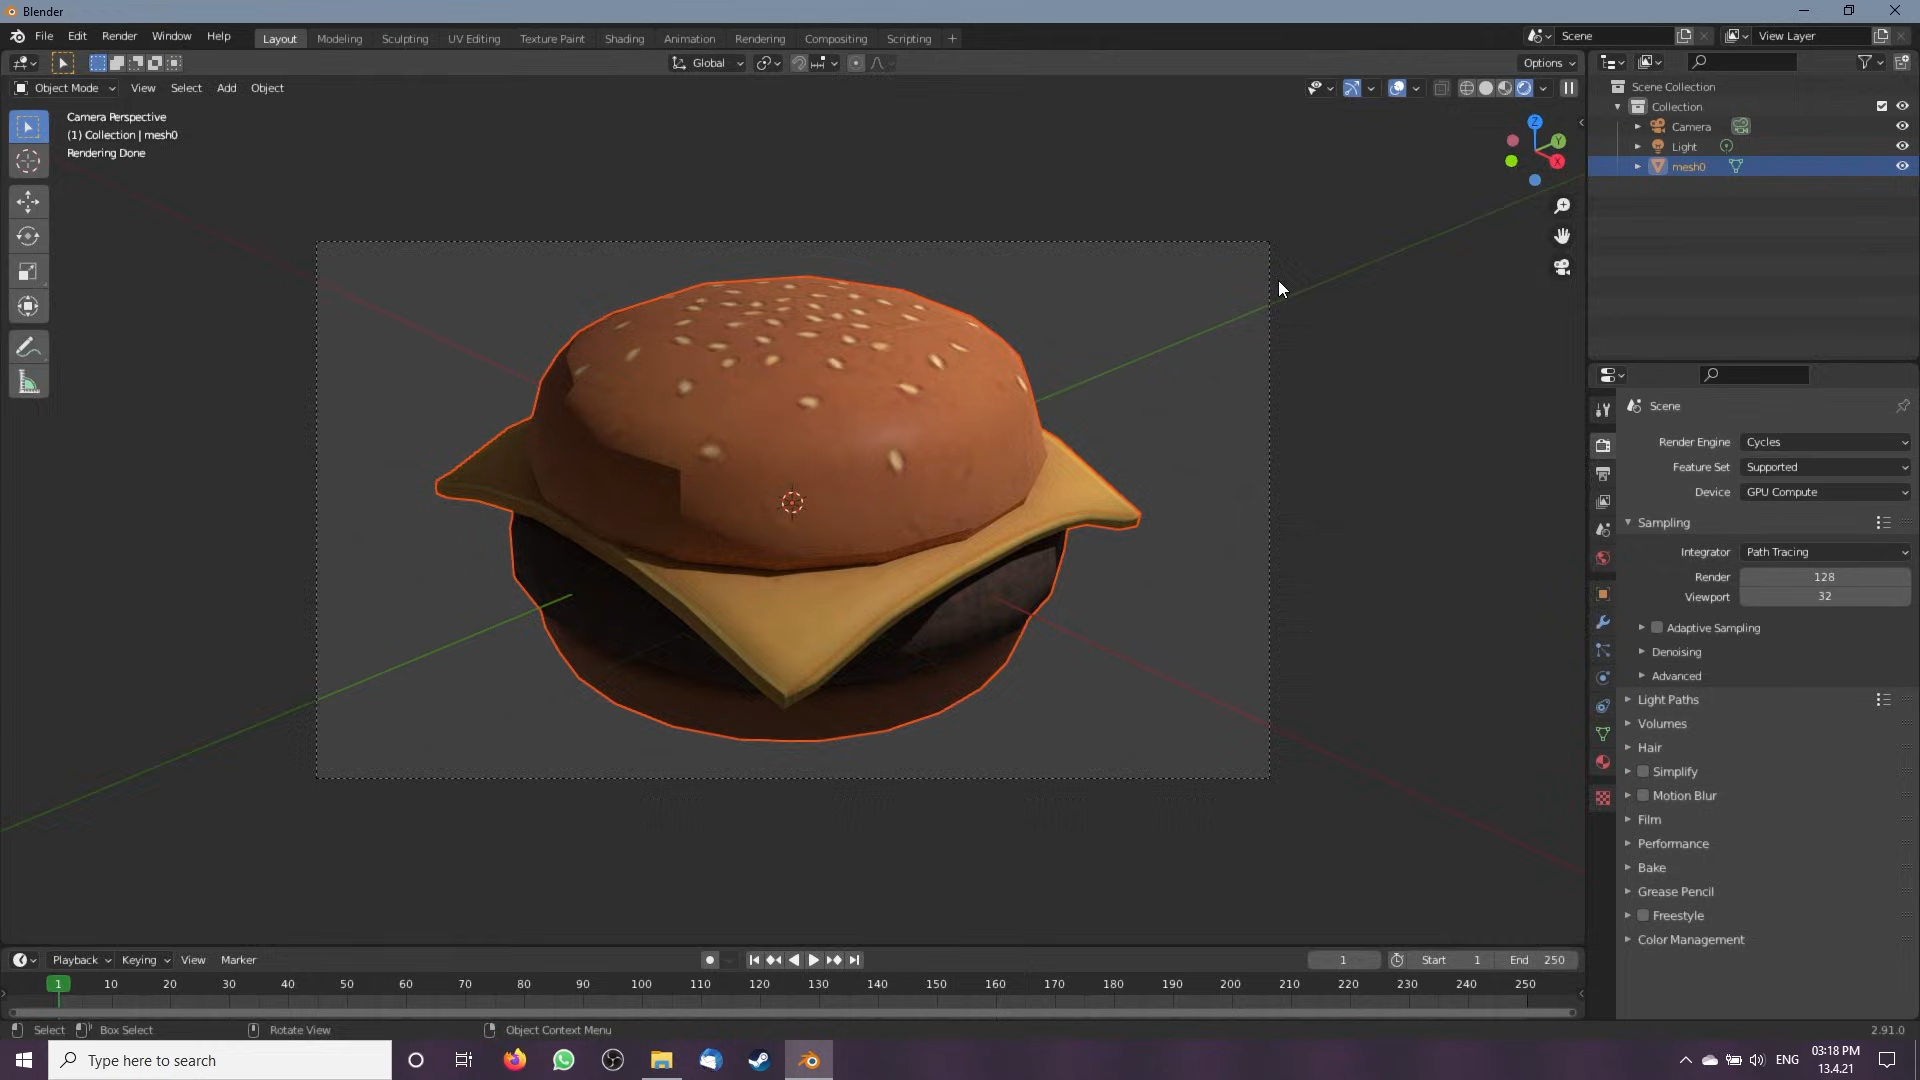 Blender
File Edit Render Window Help Layout Modeling Sculpting UV Editing Texture Paint Shading Animation Rendering Compositing Scripting + Scene View Layer
Global Options
Object Mode View Select Add Object
Camera Perspective
(1) Collection | mesh0
Rendering Done
Z
Y
X
Scene Collection
Collection
Camera
Light
mesh0
Scene
Render Engine Cycles
Feature Set Supported
Device GPU Compute
Sampling
Integrator Path Tracing
Render 128
Viewport 32
Adaptive Sampling
Denoising
Advanced
Light Paths
Volumes
Hair
Simplify
Motion Blur
Film
Performance
Bake
Grease Pencil
Freestyle
Color Management
Playback Keying View Marker 1 Start 1 End 250
1 10 20 30 40 50 60 70 80 90 100 110 120 130 140 150 160 170 180 190 200 210 220 230 240 250
Select Box Select Rotate View Object Context Menu 2.91.0
Type here to search ENG 03:18 PM
13.4.21